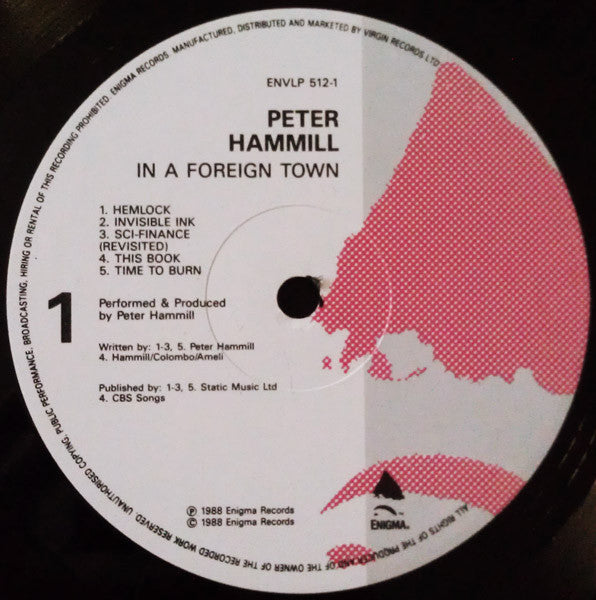 ENVLP 512-1
PETER
HAMMILL
IN A FOREIGN TOWN
1. HEMLOCK
2. INVISIBLE INK
3. SCI-FINANCE
(REVISITED)
4. THIS BOOK
5. TIME TO BURN
1
Performed & Produced
by Peter Hammill
Written by: 1-3, 5. Peter Hammill
4. Hammill/Colombo/Ameli
Published by: 1-3, 5. Static Music Ltd
4. CBS Songs
Ⓟ 1988 Enigma Records
© 1988 Enigma Records
ENIGMA.
ALL RIGHTS OF THE PRODUCER AND OF THE OWNER OF THE RECORDED WORK RESERVED. UNAUTHORISED COPYING, PUBLIC PERFORMANCE, BROADCASTING, HIRING OR RENTAL OF THIS RECORDING PROHIBITED. ENIGMA RECORDS. MANUFACTURED, DISTRIBUTED AND MARKETED BY VIRGIN RECORDS LTD